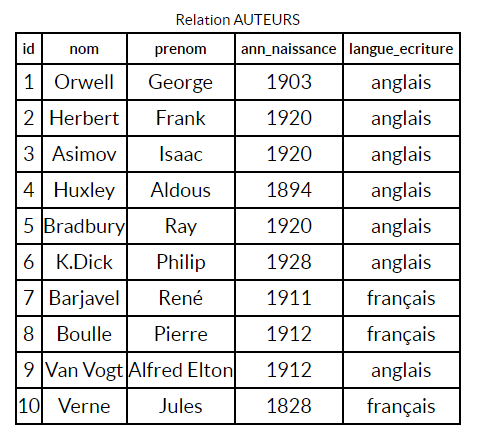 Relation AUTEURS
id nom prenom ann_naissance langue_ecriture
1 Orwell George 1903 anglais
2 Herbert Frank 1920 anglais
3 Asimov Isaac 1920 anglais
4 Huxley Aldous 1894 anglais
5 Bradbury Ray 1920 anglais
6 K.Dick Philip 1928 anglais
7 Barjavel René 1911 français
8 Boulle Pierre 1912 français
9 Van Vogt Alfred Elton 1912 anglais
10 Verne Jules 1828 français